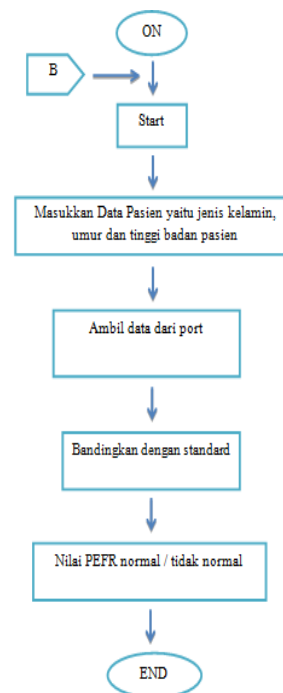 ON
B
Start
Masukkan Data Pasien yaitu jenis kelamin,
umur dan tinggi badan pasien
Ambil data dari port
Bandingkan dengan standard
Nilai PEFR normal / tidak normal
END